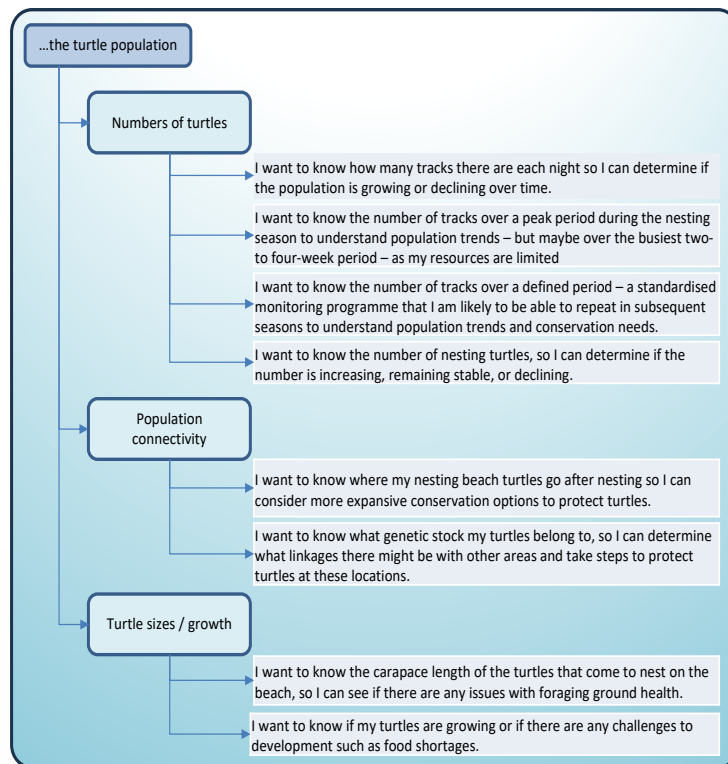 ...the turtle population
Numbers of turtles
I want to know how many tracks there are each night so I can determine if
the population is growing or declining over time.
I want to know the number of tracks over a peak period during the nesting
season to understand population trends – but maybe over the busiest two-
to four-week period – as my resources are limited
I want to know the number of tracks over a defined period – a standardised
monitoring programme that I am likely to be able to repeat in subsequent
seasons to understand population trends and conservation needs.
I want to know the number of nesting turtles, so I can determine if the
number is increasing, remaining stable, or declining.
Population
connectivity
I want to know where my nesting beach turtles go after nesting so I can
consider more expansive conservation options to protect turtles.
I want to know what genetic stock my turtles belong to, so I can determine
what linkages there might be with other areas and take steps to protect
turtles at these locations.
Turtle sizes / growth
I want to know the carapace length of the turtles that come to nest on the
beach, so I can see if there are any issues with foraging ground health.
I want to know if my turtles are growing or if there are any challenges to
development such as food shortages.